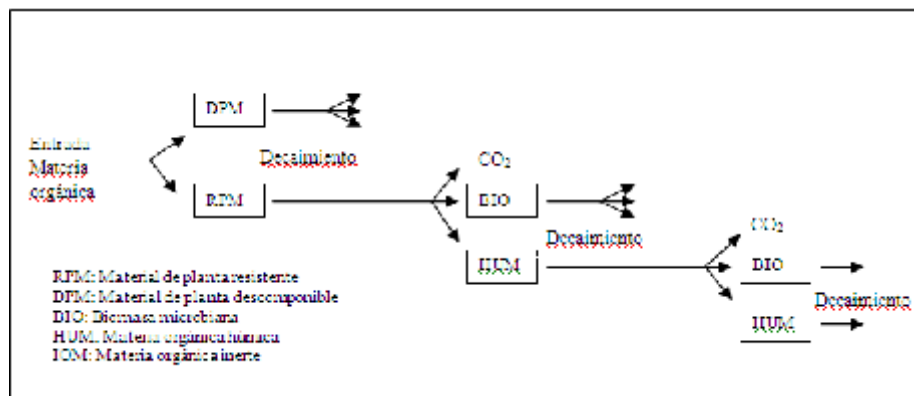 DPM
Entrada
Materia
orgánica
Decaimiento
CO₂
RPM
BIO
Decaimiento
CO₂
HUM
BIO
Decaimiento
HUM
RPM: Material de planta resistente
DPM: Material de planta descomponible
BIO: Biomasa microbiana
HUM: Materia orgánica húmica
IOM: Materia orgánica inerte